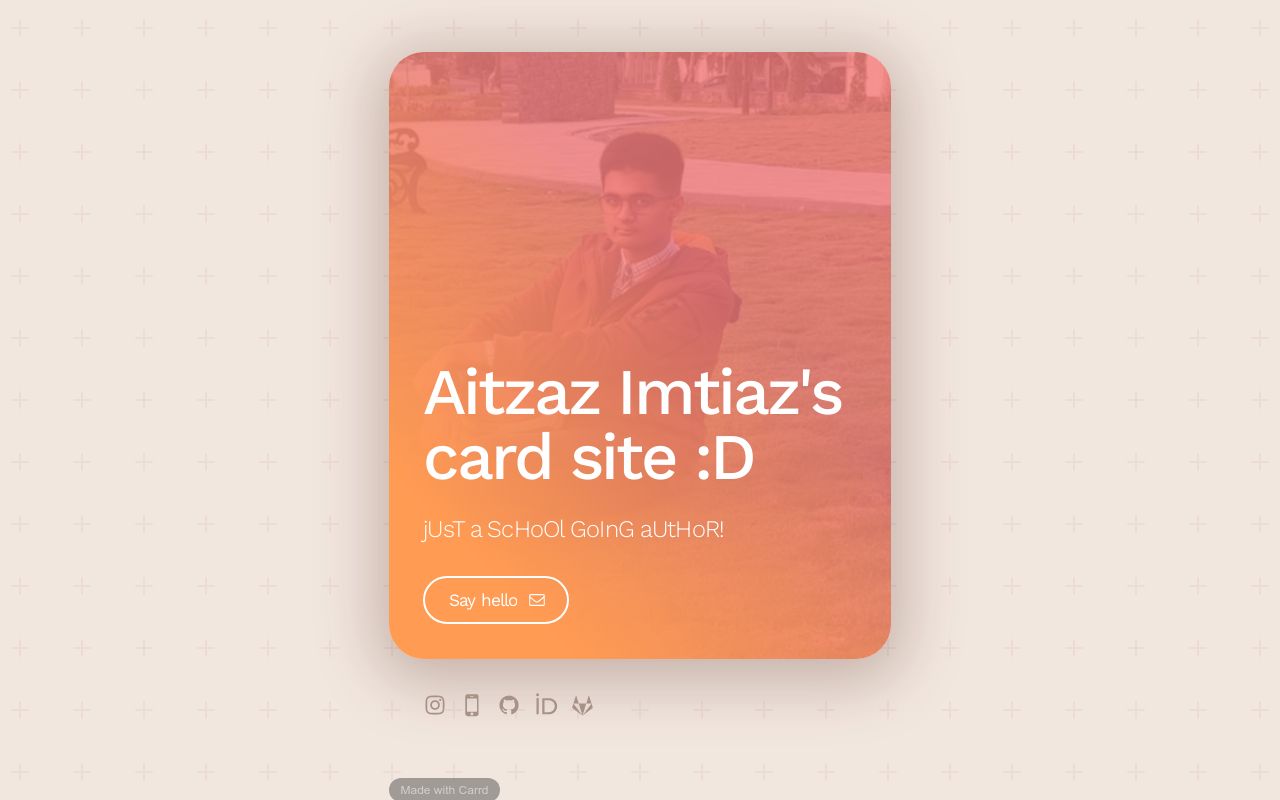 Aitzaz Imtiaz's
card site :D
jUsT a ScHoOl GoInG aUtHoR!
Say hello
iD
Made with Carrd